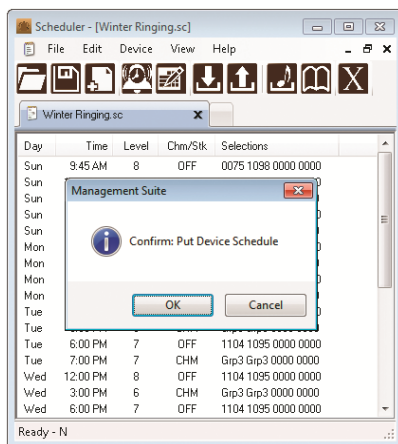 Scheduler - [Winter Ringing.sc]
File Edit Device View Help
X
Winter Ringing.sc x
Day Time Level Chm/Stk Selections
Sun 9:45 AM 8 OFF 0075 1098 0000 0000
Sun
Management Suite
Sun
Sun
Sun
Mon Confirm: Put Device Schedule
Mon
Mon
Mon
Tue OK Cancel
Tue
Tue 6:00 PM 7 OFF 1104 1095 0000 0000
Tue 7:00 PM 7 CHM Grp3 Grp3 0000 0000
Wed 12:00 PM 8 OFF 1104 1095 0000 0000
Wed 3:00 PM 6 CHM Grp3 Grp3 0000 0000
Wed 6:00 PM 7 OFF 1104 1095 0000 0000
Ready - N